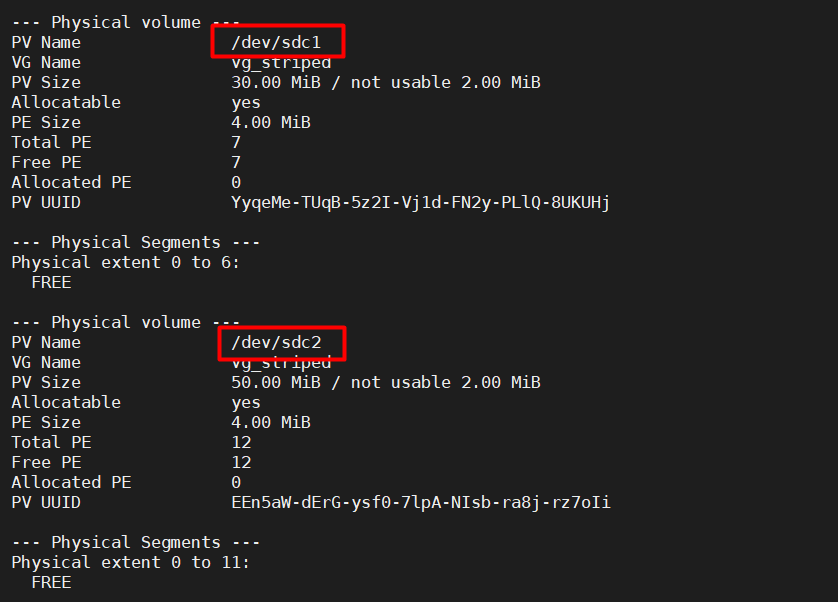 --- Physical volume ---
PV Name /dev/sdc1
VG Name vg_striped
PV Size 30.00 MiB / not usable 2.00 MiB
Allocatable yes
PE Size 4.00 MiB
Total PE 7
Free PE 7
Allocated PE 0
PV UUID YyqeMe-TUqB-5z2I-Vj1d-FN2y-PLlQ-8UKUHj
--- Physical Segments ---
Physical extent 0 to 6:
FREE
--- Physical volume ---
PV Name /dev/sdc2
VG Name vg_striped
PV Size 50.00 MiB / not usable 2.00 MiB
Allocatable yes
PE Size 4.00 MiB
Total PE 12
Free PE 12
Allocated PE 0
PV UUID EEn5aW-dErG-ysf0-7lpA-NIsb-ra8j-rz7oIi
--- Physical Segments ---
Physical extent 0 to 11:
FREE